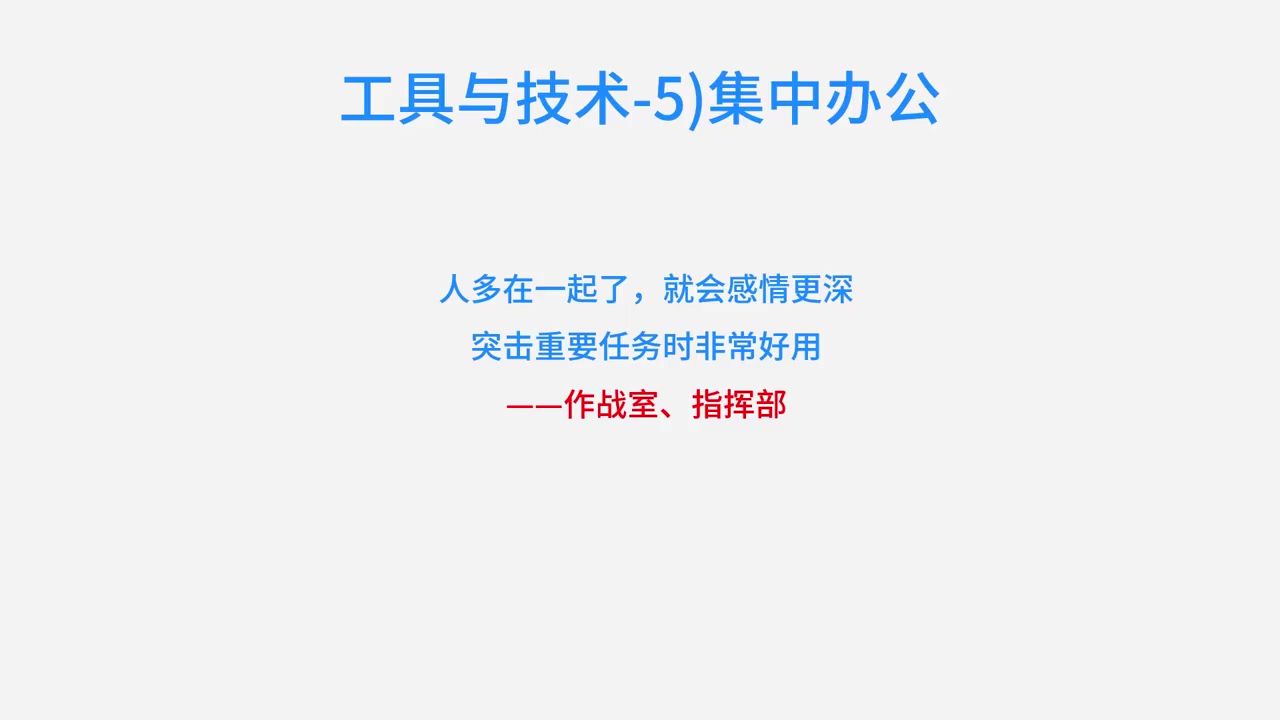 工具与技术-5)集中办公
人多在一起了，就会感情更深
突击重要任务时非常好用
——作战室、指挥部